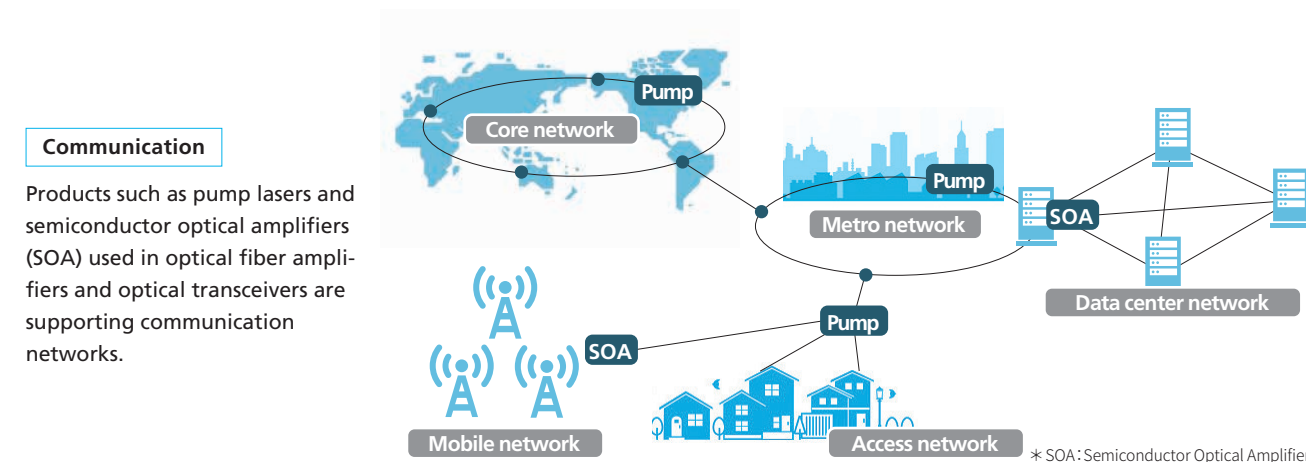 Communication
Products such as pump lasers and
semiconductor optical amplifiers
(SOA) used in optical fiber ampli-
fiers and optical transceivers are
supporting communication
networks.
Pump
Core network
Pump
Metro network
SOA
Data center network
Pump
SOA
Mobile network
Access network
＊SOA：Semiconductor Optical Amplifier